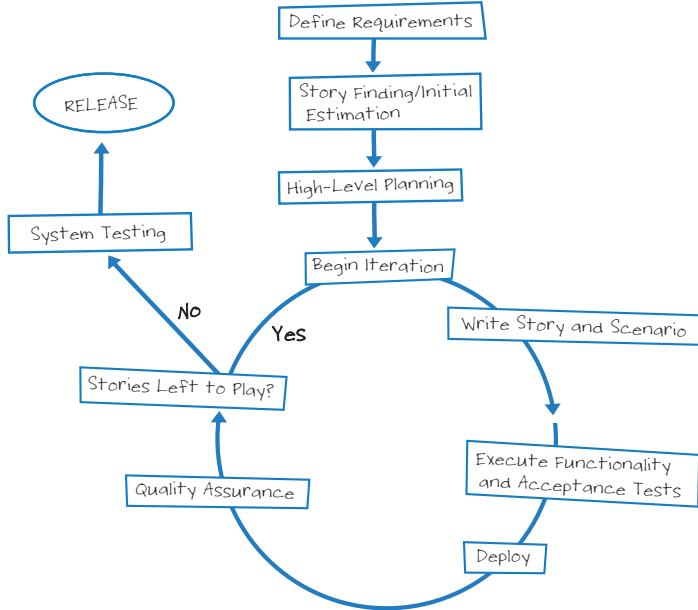 Define Requirements
Story Finding/Initial
Estimation
High-Level Planning
Begin Iteration
Write Story and Scenario
Execute Functionality
and Acceptance Tests
Deploy
Quality Assurance
Stories Left to Play?
Yes
No
System Testing
RELEASE